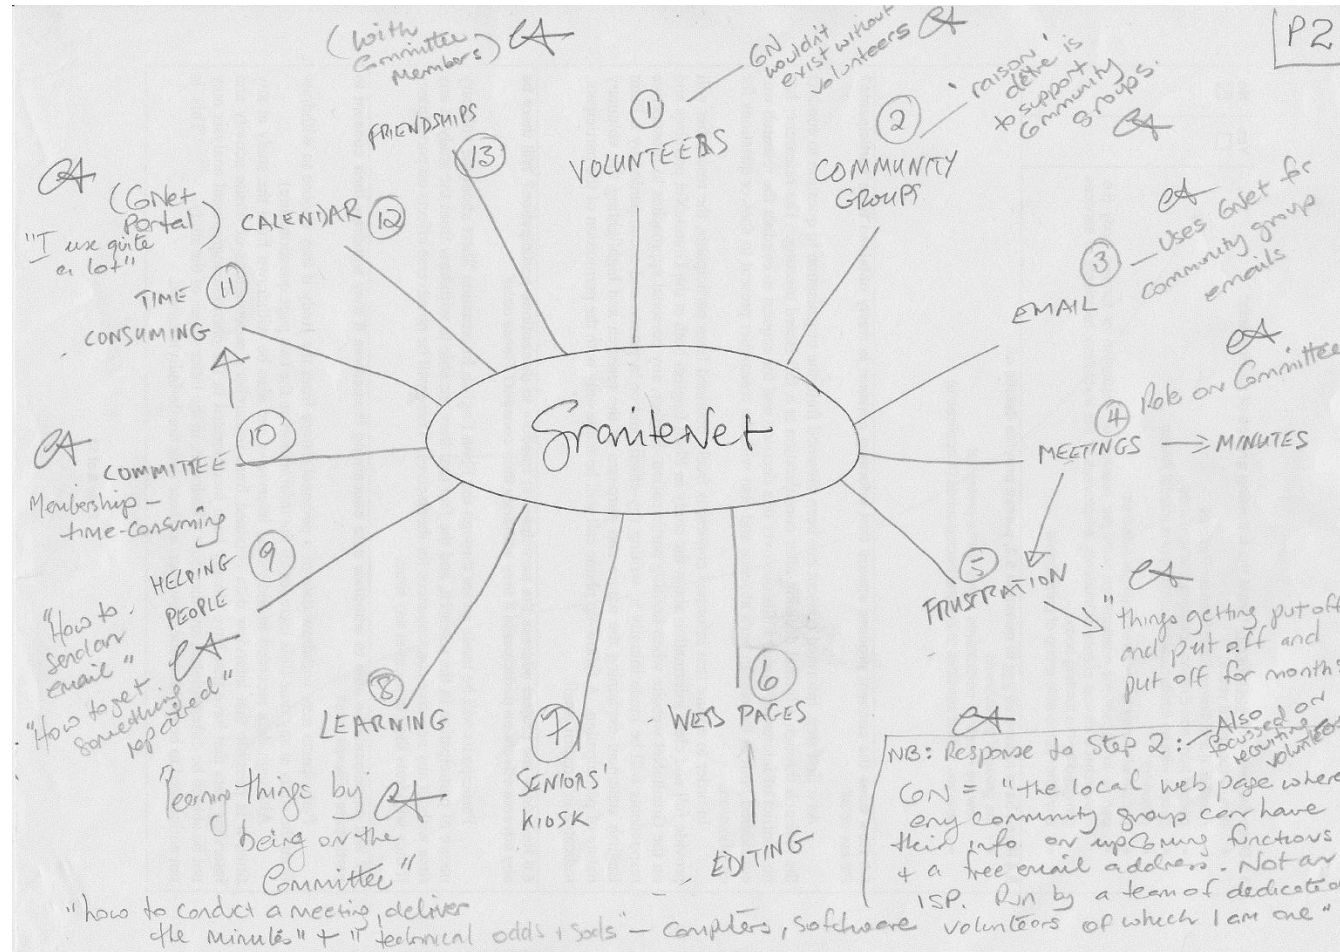 P2
(with
Committee
Members)
GN
wouldn't
exist without
volunteers
'raison
detre is
to support
Community
groups.
FRIENDSHIPS
13
1
VOLUNTEERS
2
COMMUNITY
GROUPS
(GNet
Portal)
"I use quite
a lot"
CALENDAR 12
3 — Uses GNet for
community group
emails
EMAIL
TIME 11
CONSUMING
GraniteNet
4 Role on Committee
MEETINGS → MINUTES
10
COMMITTEE
Membership –
time-consuming
9
HELPING
PEOPLE
"How to
send an
email"
"How to get
something
repaired"
5
FRUSTRATION
"things getting put off
and put off and
put off for months
8
LEARNING
"learning things by
being on the
Committee"
7
SENIORS'
KIOSK
6
WEB PAGES
EDITING
NB: Response to Step 2: – Also
focussed on
recruiting
volunteers
GN = "the local web page where
any community group can have
their info on upcoming functions
+ a free email address. Not an
ISP. Run by a team of dedicated
volunteers of which I am one"
"how to conduct a meeting, deliver
the minutes" + "technical odds + sods" – computers, software